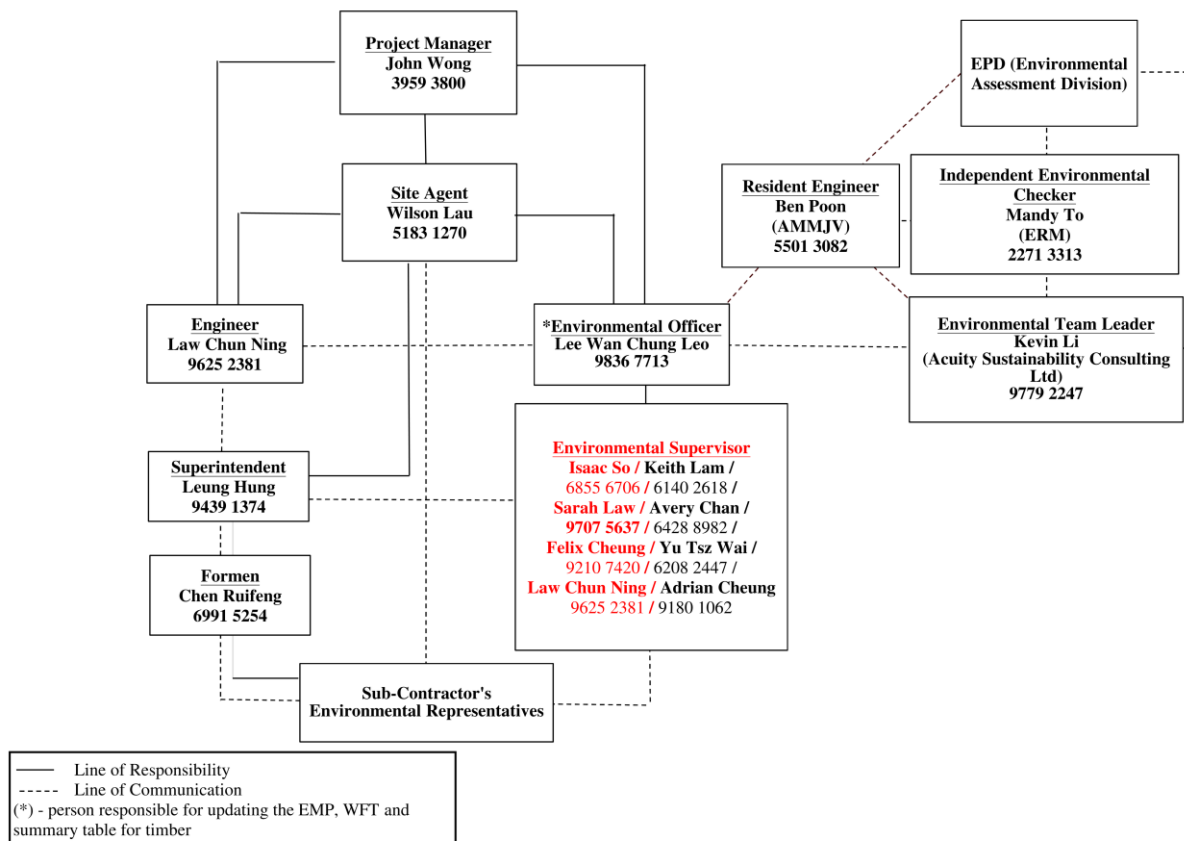 Project Manager
John Wong
3959 3800
EPD (Environmental
Assessment Division)
Site Agent
Wilson Lau
5183 1270
Resident Engineer
Ben Poon
(AMMJV)
5501 3082
Independent Environmental
Checker
Mandy To
(ERM)
2271 3313
Engineer
Law Chun Ning
9625 2381
*Environmental Officer
Lee Wan Chung Leo
9836 7713
Environmental Team Leader
Kevin Li
(Acuity Sustainability Consulting
Ltd)
9779 2247
Superintendent
Leung Hung
9439 1374
Environmental Supervisor
Isaac So / Keith Lam /
6855 6706 / 6140 2618 /
Sarah Law / Avery Chan /
9707 5637 / 6428 8982 /
Felix Cheung / Yu Tsz Wai /
9210 7420 / 6208 2447 /
Law Chun Ning / Adrian Cheung
9625 2381 / 9180 1062
Formen
Chen Ruifeng
6991 5254
Sub-Contractor's
Environmental Representatives
Line of Responsibility
Line of Communication
(*) - person responsible for updating the EMP, WFT and
summary table for timber